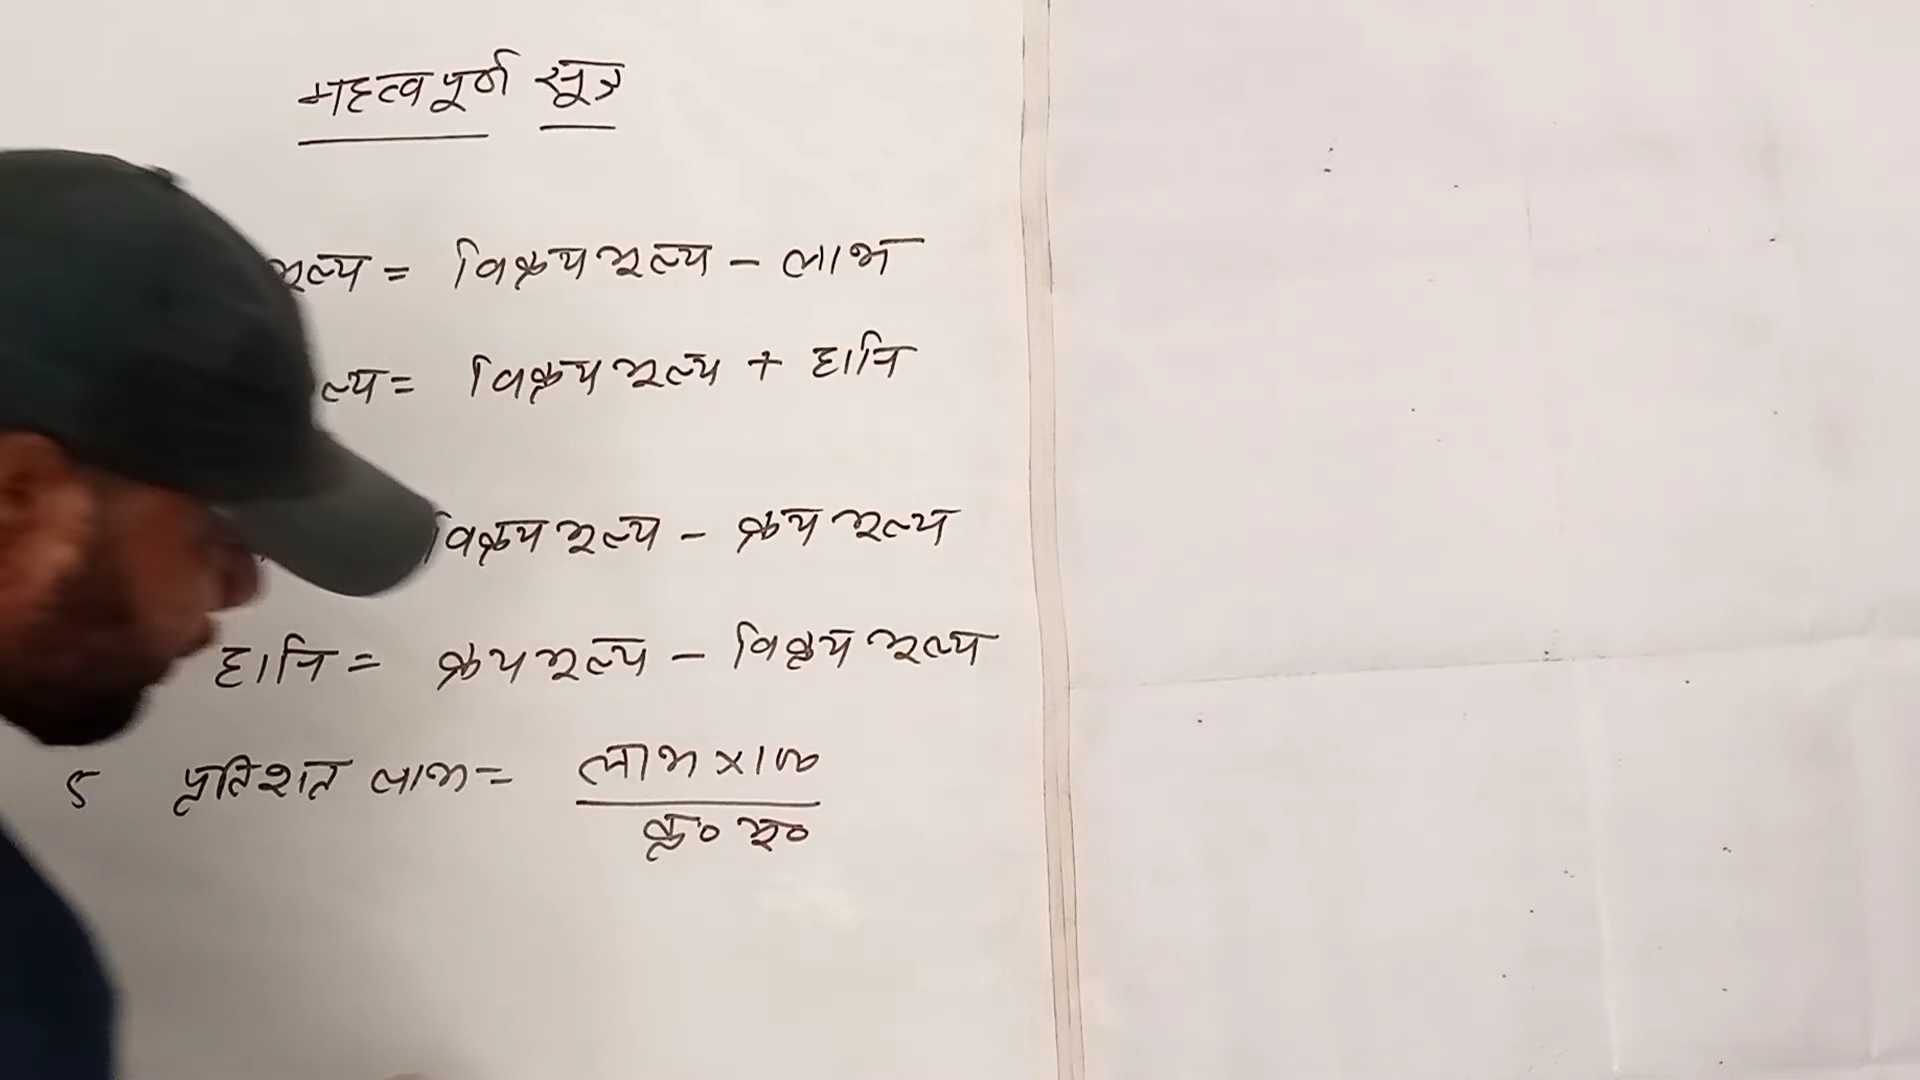 महत्वपूर्ण सूत्र
मूल्य = विक्रय मूल्य - लाभ
ल्य = विक्रय मूल्य + हानि
विक्रय मूल्य - क्रय मूल्य
हानि = क्रय मूल्य - विक्रय मूल्य
5 प्रतिशत लाभ = लाभ × 100
क्र० मू०